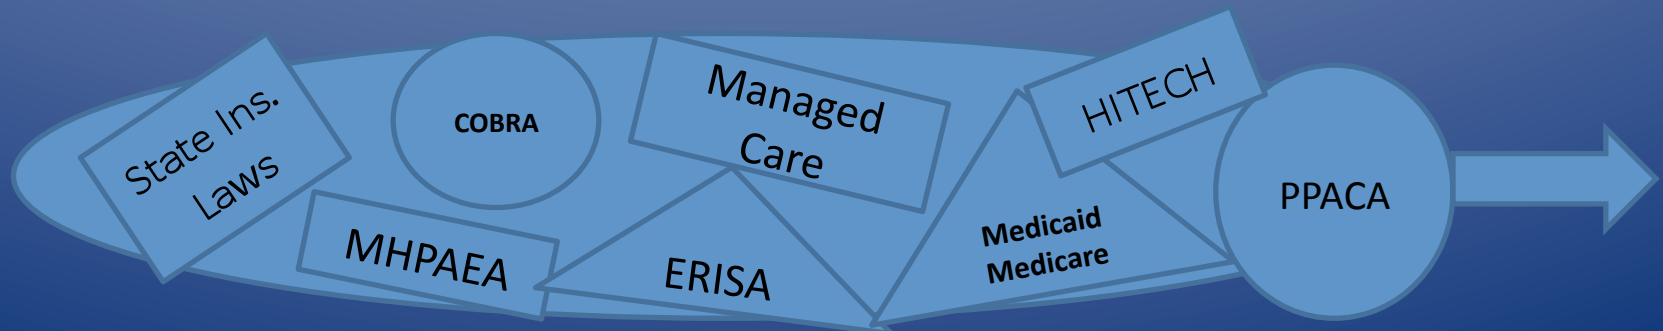 State Ins.
Laws
COBRA
MHPAEA
Managed
Care
ERISA
Medicaid
Medicare
HITECH
PPACA